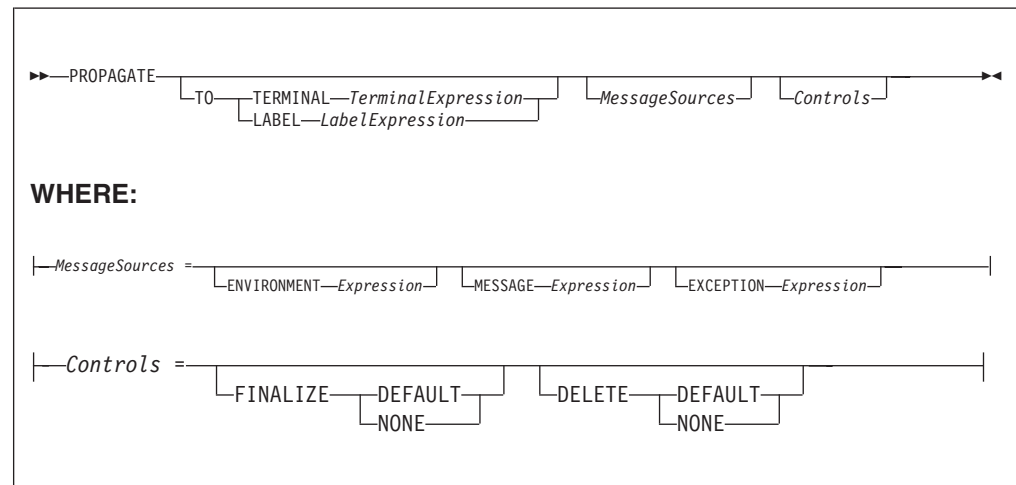 PROPAGATE
TO TERMINAL TerminalExpression MessageSources Controls
LABEL LabelExpression
WHERE:
MessageSources =
ENVIRONMENT Expression MESSAGE Expression EXCEPTION Expression
Controls =
FINALIZE DEFAULT DELETE DEFAULT
NONE NONE